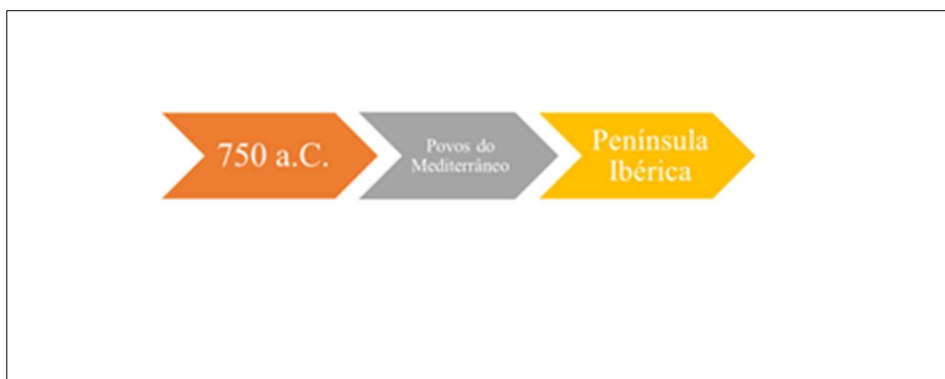 750 a.C.
Povos do
Mediterrâneo
Península
Ibérica